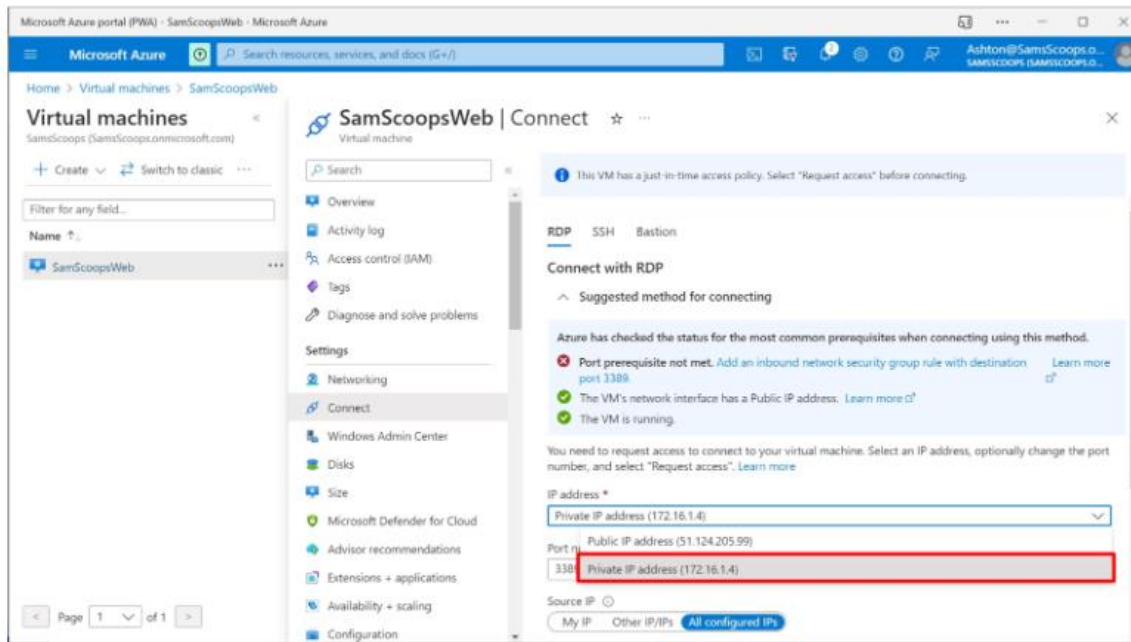 Microsoft Azure portal (PWA) - SamScoopsWeb - Microsoft Azure
Microsoft Azure
Search resources, services, and docs (G+/)
1
Ashton@SamsScoops.o...
SAMSSCOOPS (SAMSSCOOPS.O...
Home > Virtual machines > SamScoopsWeb
Virtual machines
SamsScoops (SamsScoops.onmicrosoft.com)
+ Create
Switch to classic
...
Filter for any field...
Name ↑
SamScoopsWeb
...
< Page 1 of 1 >
SamScoopsWeb | Connect
Virtual machine
Search
Overview
Activity log
Access control (IAM)
Tags
Diagnose and solve problems
Settings
Networking
Connect
Windows Admin Center
Disks
Size
Microsoft Defender for Cloud
Advisor recommendations
Extensions + applications
Availability + scaling
Configuration
This VM has a just-in-time access policy. Select "Request access" before connecting.
RDP SSH Bastion
Connect with RDP
Suggested method for connecting
Azure has checked the status for the most common prerequisites when connecting using this method.
Port prerequisite not met. Add an inbound network security group rule with destination Learn more
port 3389.
The VM's network interface has a Public IP address. Learn more
The VM is running.
You need to request access to connect to your virtual machine. Select an IP address, optionally change the port
number, and select "Request access". Learn more
IP address *
Private IP address (172.16.1.4)
Public IP address (51.124.205.99)
Port n
338
Private IP address (172.16.1.4)
Source IP
My IP Other IP/IPs All configured IPs